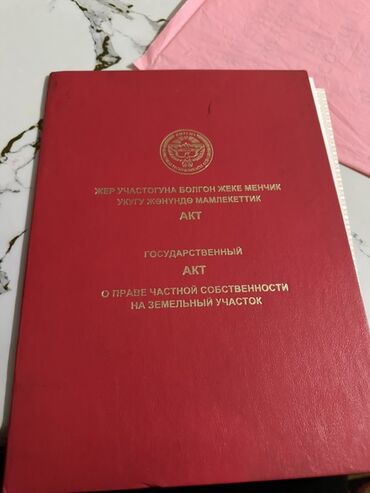 ЖЕР УЧАСТОГУНА БОЛГОН ЖЕКЕ МЕНЧИК
УКУГУ ЖӨНҮНДӨ МАМЛЕКЕТТИК
АКТ
ГОСУДАРСТВЕННЫЙ
АКТ
О ПРАВЕ ЧАСТНОЙ СОБСТВЕННОСТИ
НА ЗЕМЕЛЬНЫЙ УЧАСТОК